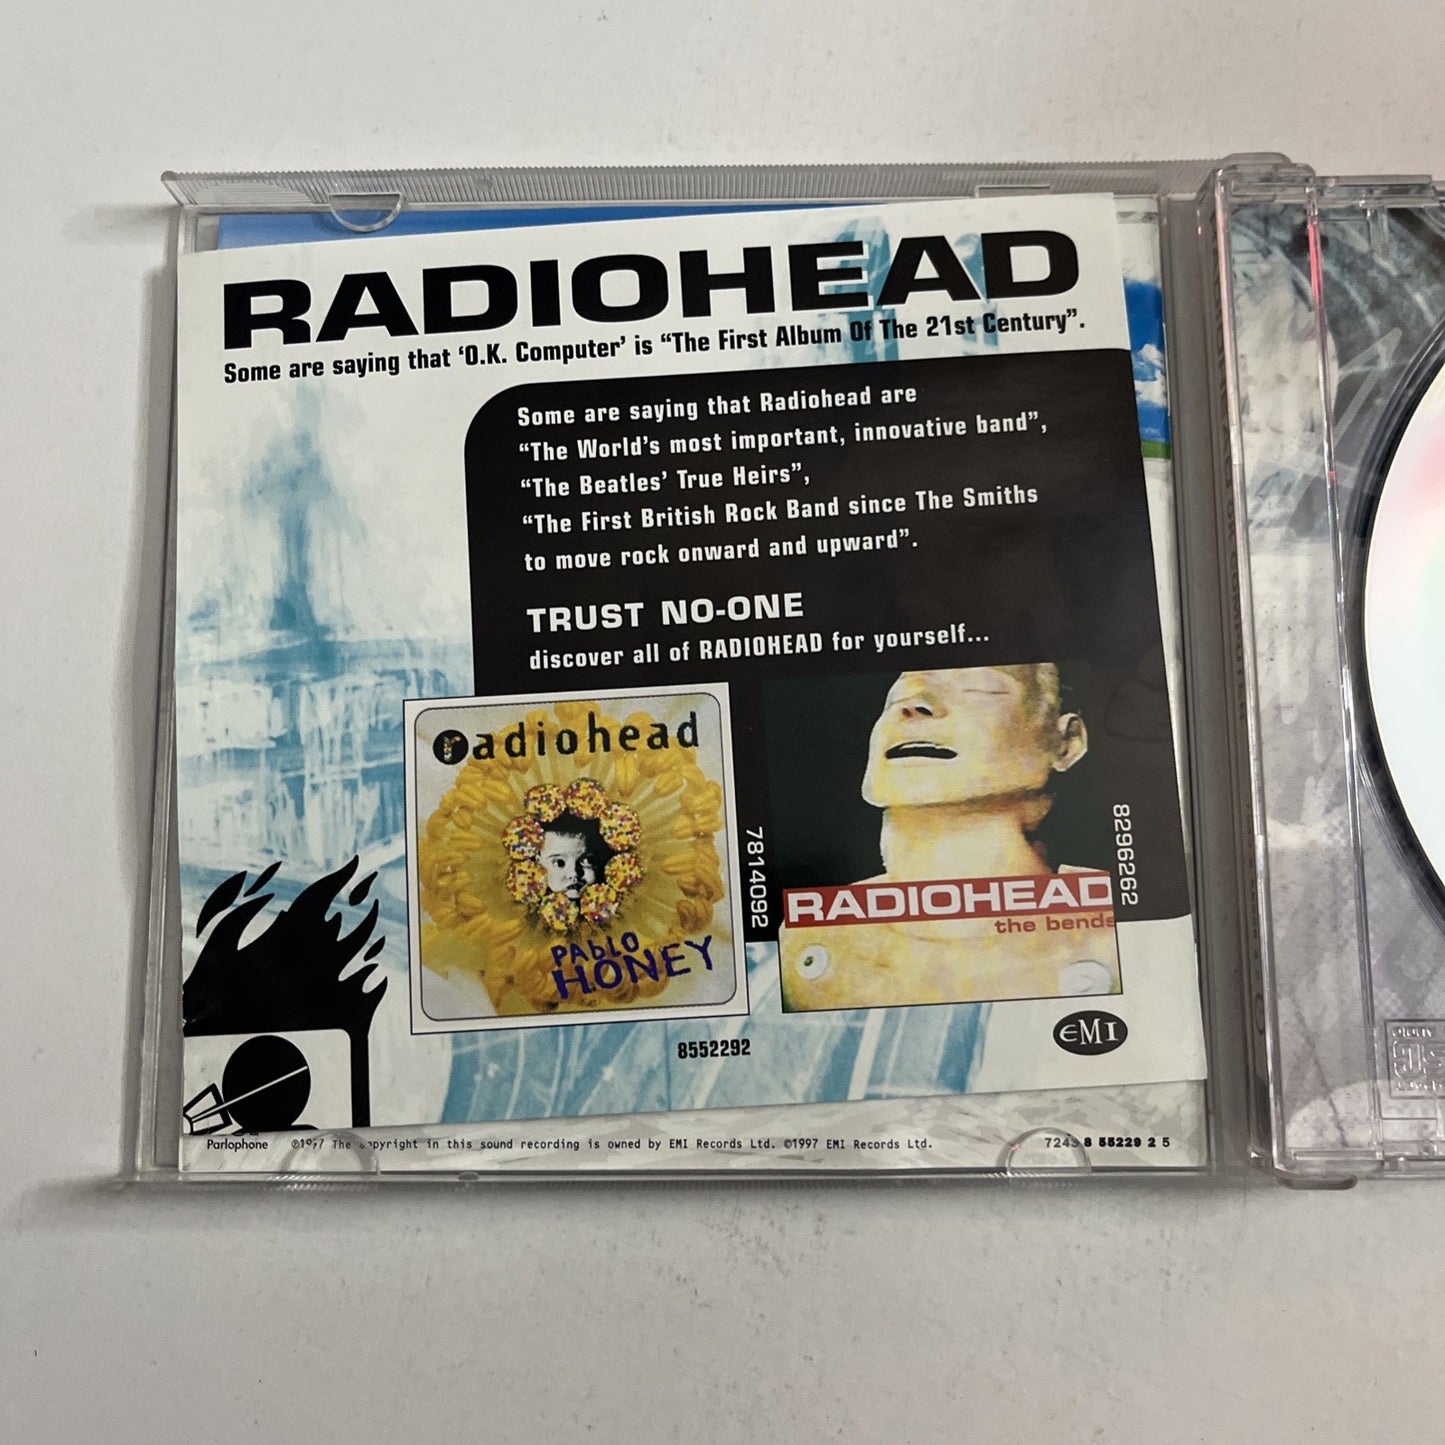 RADIOHEAD
Some are saying that ‘O.K. Computer’ is “The First Album Of The 21st Century”.
Some are saying that Radiohead are
“The World’s most important, innovative band”,
“The Beatles’ True Heirs”,
“The First British Rock Band since The Smiths
to move rock onward and upward”.
TRUST NO-ONE
discover all of RADIOHEAD for yourself...
radiohead
PABLO
HONEY
7814092
RADIOHEAD
the bends
8296262
8552292
EMI
Parlophone ℗1997 The copyright in this sound recording is owned by EMI Records Ltd. ©1997 EMI Records Ltd. 7243 8 55229 2 5